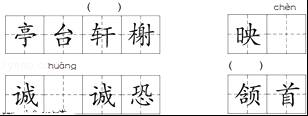 (    ) chèn
亭台轩榭 映
huáng (    )
诚 诚恐 颔首